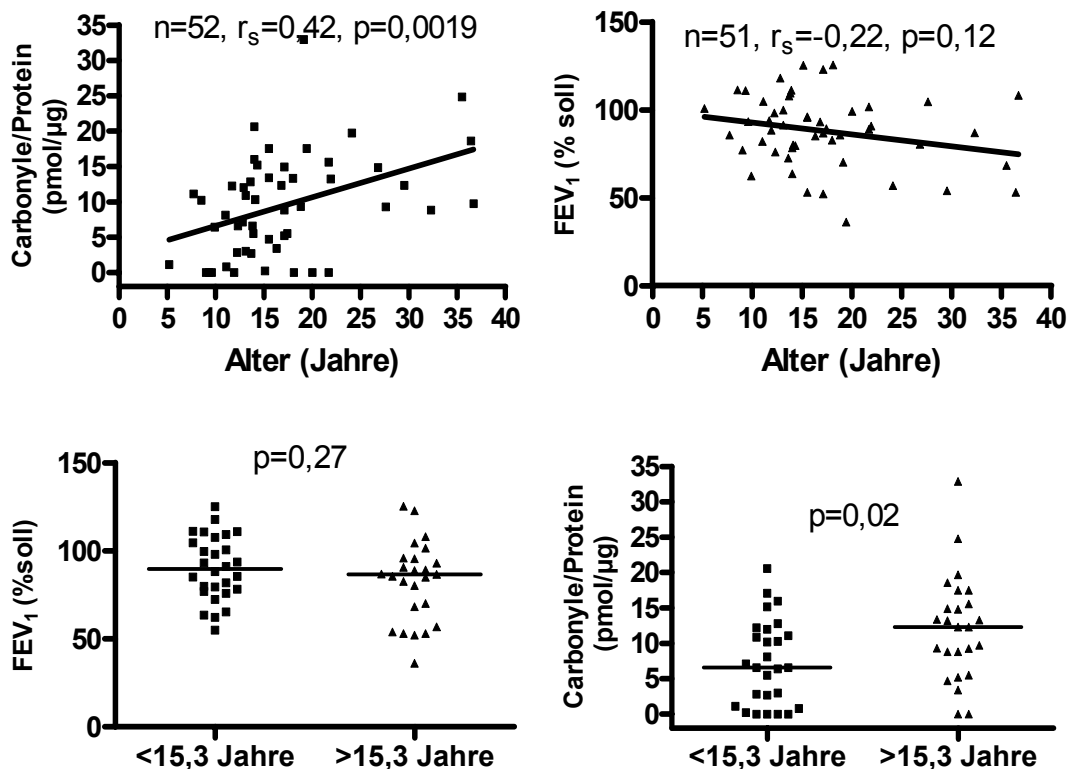 n=52, rₛ=0,42, p=0,0019
Carbonyle/Protein
(pmol/µg)
35
30
25
20
15
10
5
0
0 5 10 15 20 25 30 35 40
Alter (Jahre)
n=51, rₛ=-0,22, p=0,12
FEV₁ (% soll)
150
100
50
0
0 5 10 15 20 25 30 35 40
Alter (Jahre)
p=0,27
FEV₁ (%soll)
150
100
50
0
<15,3 Jahre >15,3 Jahre
p=0,02
Carbonyle/Protein
(pmol/µg)
35
30
25
20
15
10
5
0
<15,3 Jahre >15,3 Jahre